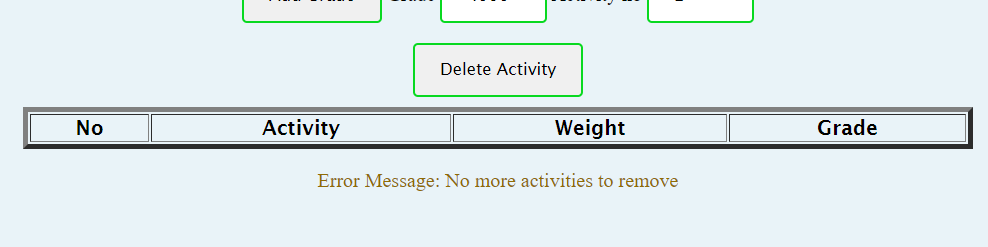 Delete Activity
No Activity Weight Grade
Error Message: No more activities to remove